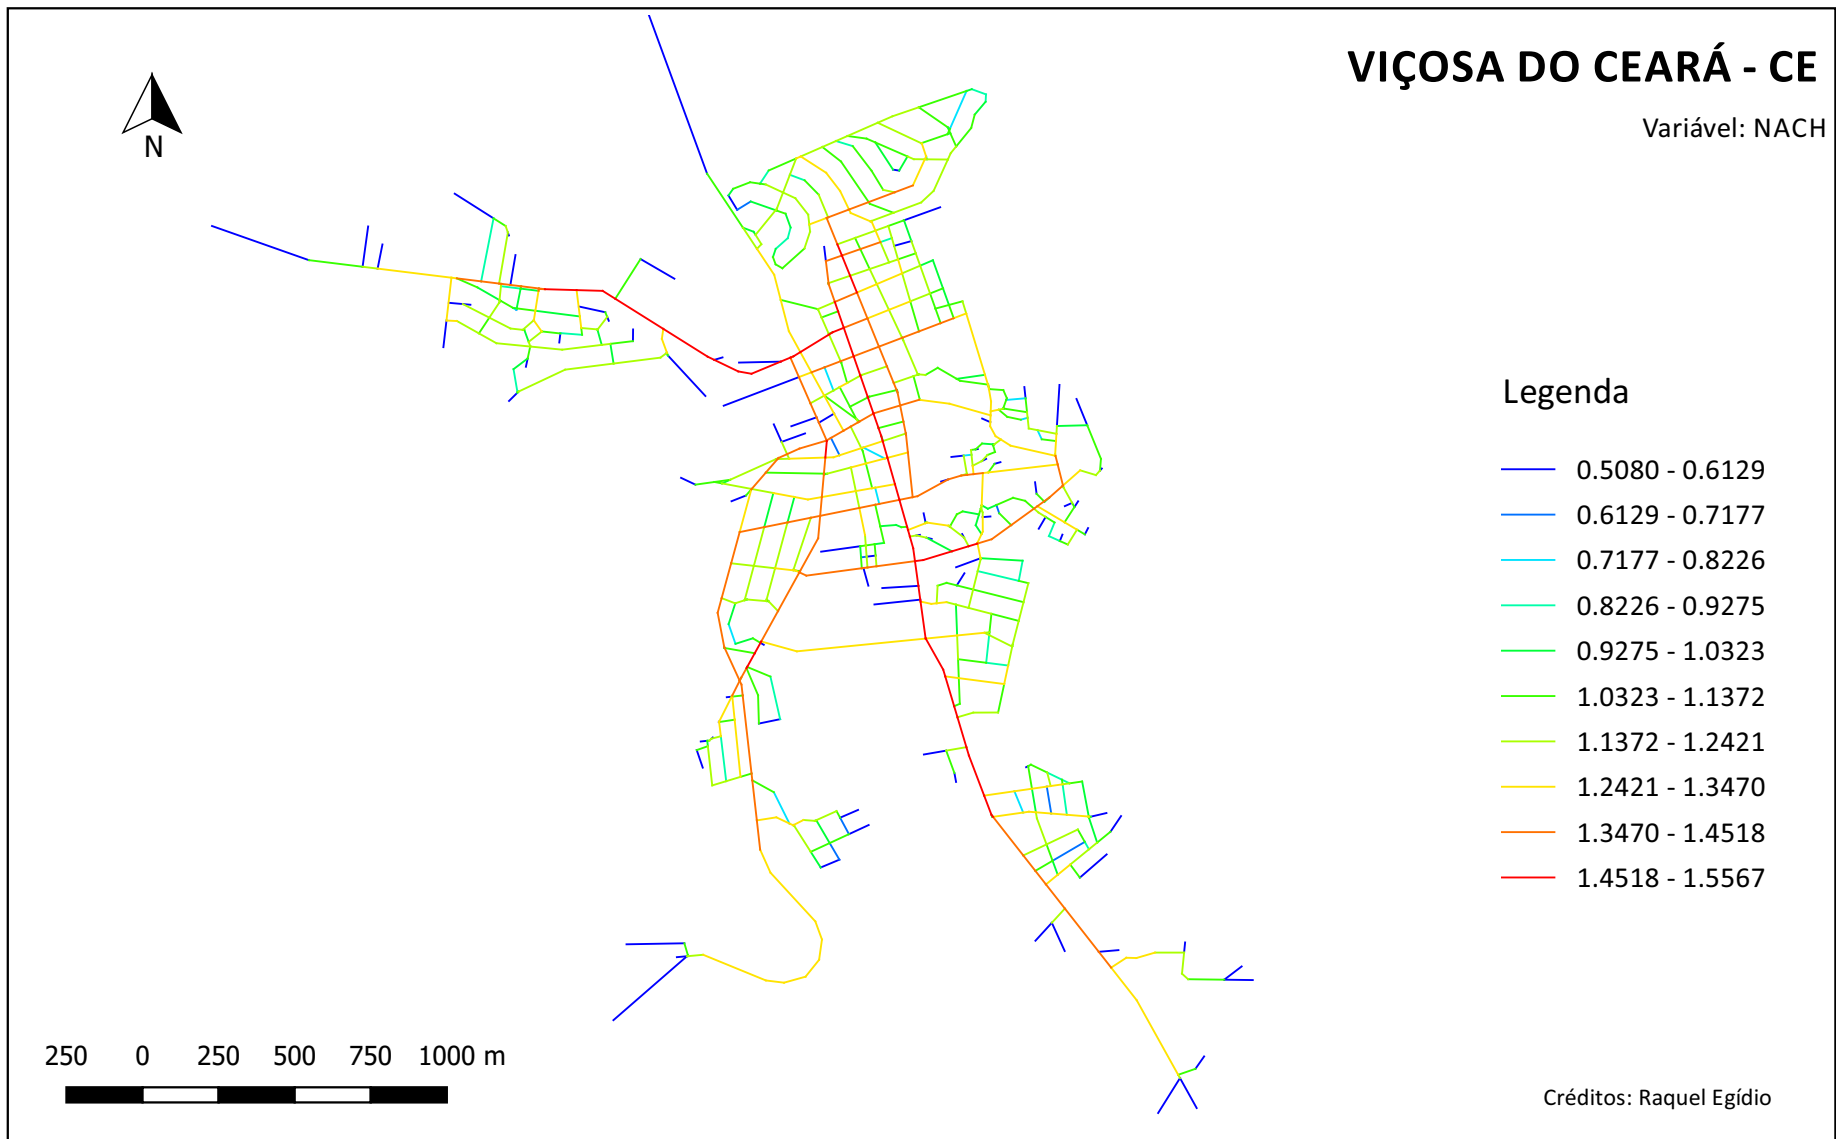 VIÇOSA DO CEARÁ - CE
Variável: NACH
N
Legenda
0.5080 - 0.6129
0.6129 - 0.7177
0.7177 - 0.8226
0.8226 - 0.9275
0.9275 - 1.0323
1.0323 - 1.1372
1.1372 - 1.2421
1.2421 - 1.3470
1.3470 - 1.4518
1.4518 - 1.5567
250 0 250 500 750 1000 m
Créditos: Raquel Egídio